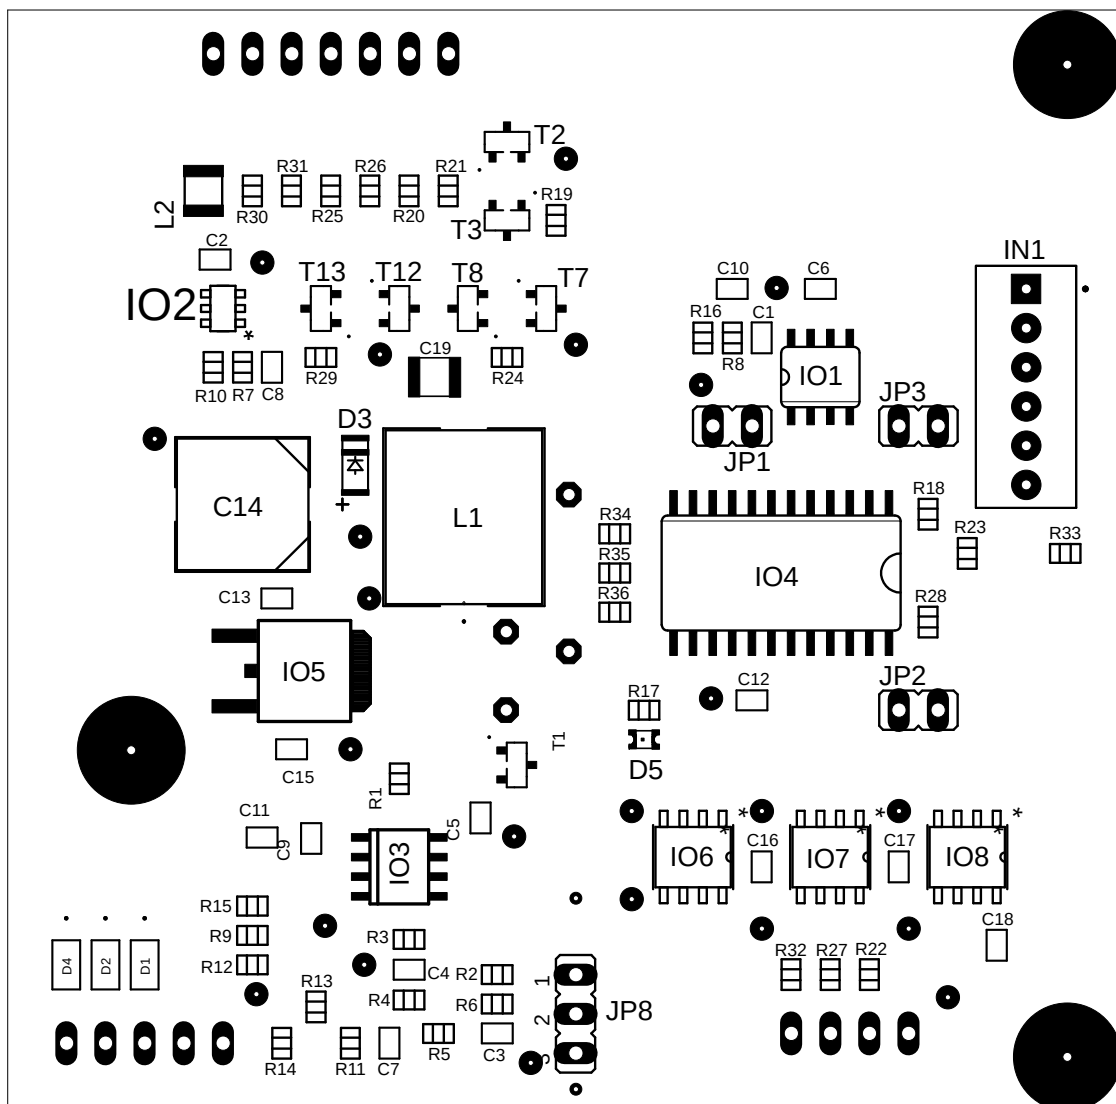 T2
R31
R26
R21
L2
R30
R25
R20
T3
R19
C2
IN1
T13
T12
T8
T7
C10
C6
IO2
*
R16
C1
R10
R7
C8
R29
C19
R24
R8
IO1
JP3
D3
JP1
C14
+
L1
R34
R18
R35
IO4
R23
R33
R36
C13
R28
IO5
C12
JP2
R17
T1
D5
C15
R1
C11
C9
C5
IO3
* * *
* * *
IO6
C16
IO7
C17
IO8
R15
R9
R12
R3
C18
D4
D2
D1
C4
R2
1
R32
R27
R22
R13
R4
R6
2
JP8
R14
R11
C7
R5
C3
3